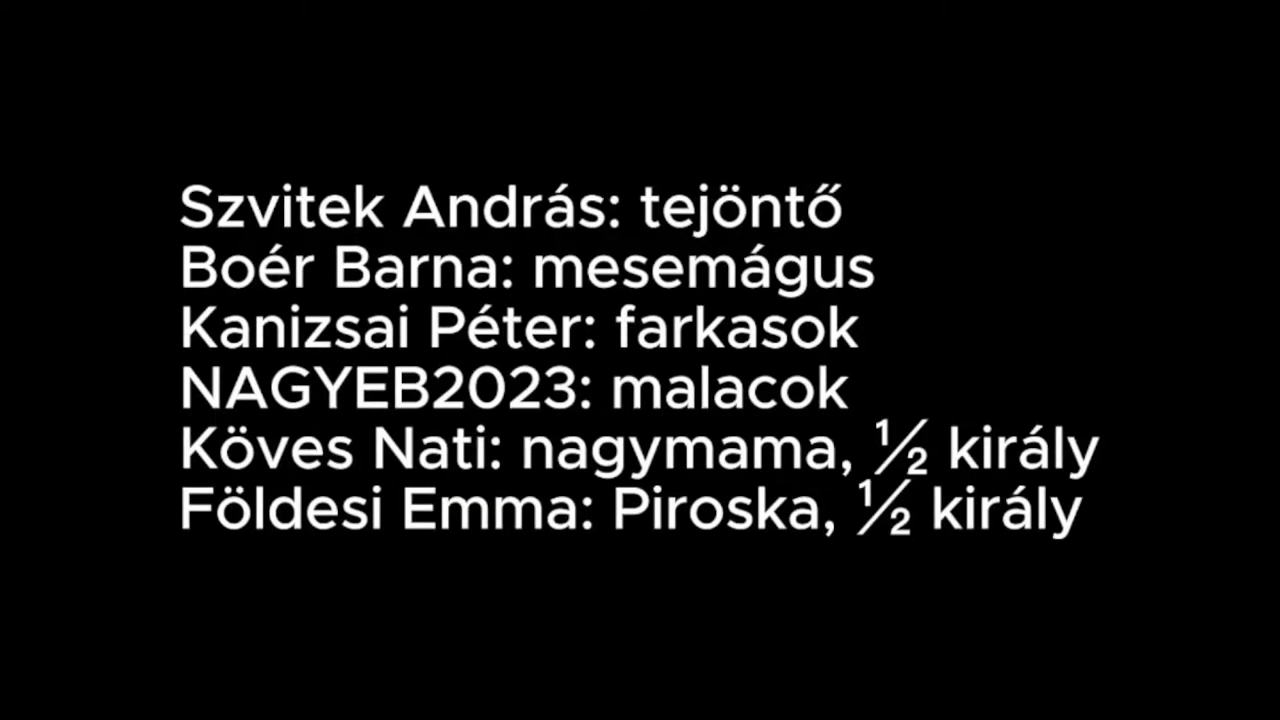 Szvitek András: tejöntő
Boér Barna: mesemágus
Kanizsai Péter: farkasok
NAGYEB2023: malacok
Köves Nati: nagymama, ½ király
Földesi Emma: Piroska, ½ király